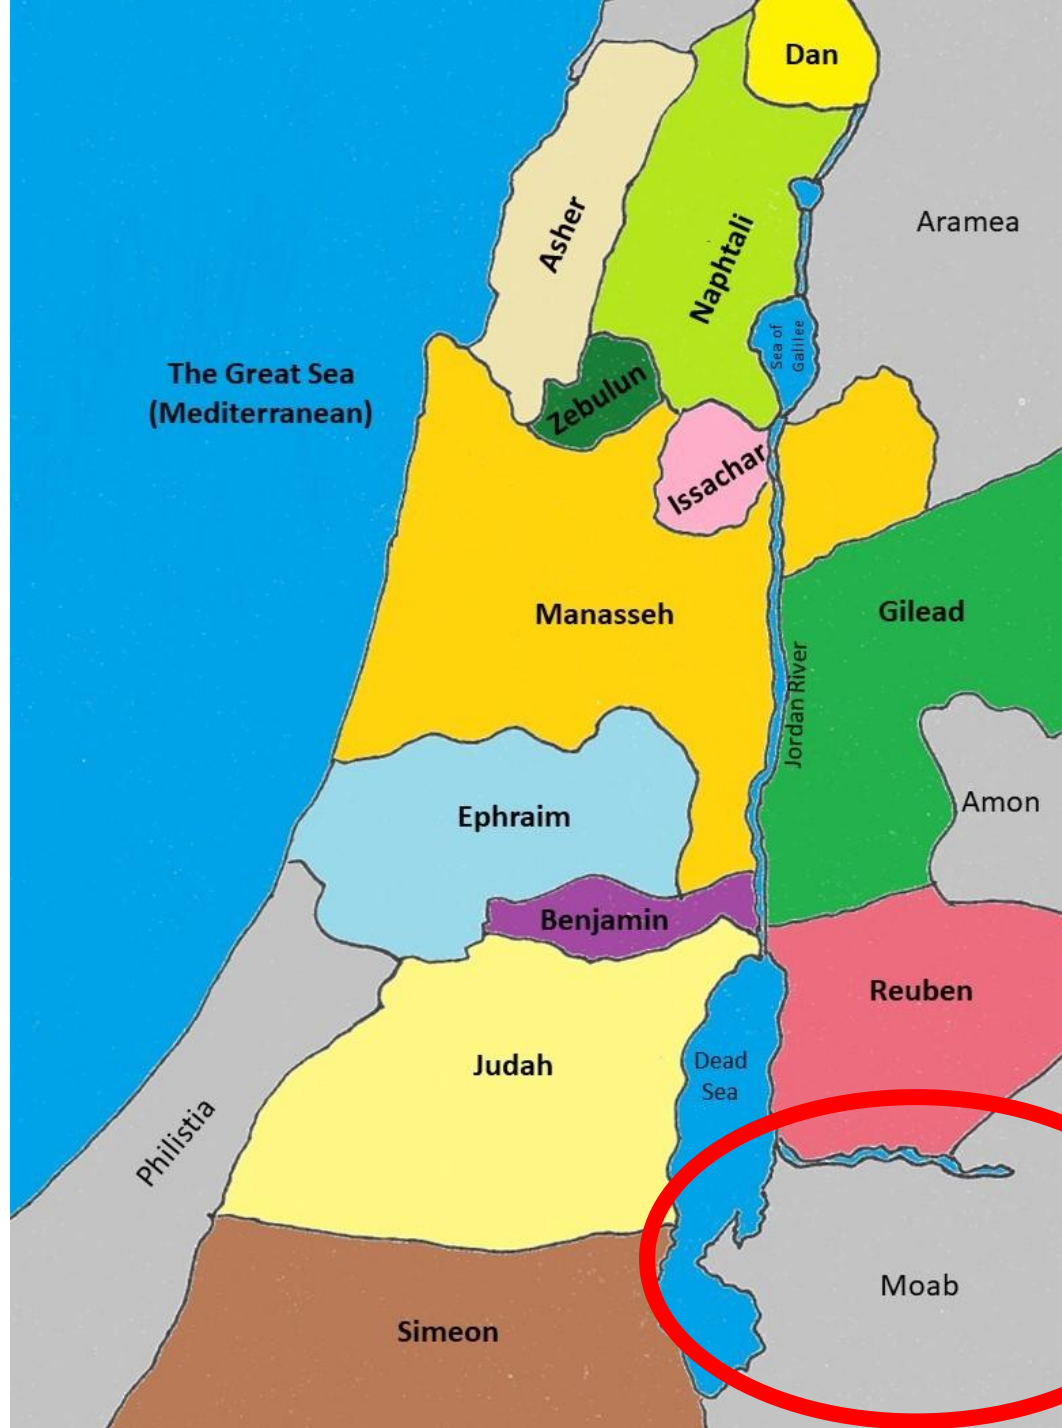 Dan
Aramea
Asher
Naphtali
Sea of
Galilee
The Great Sea
(Mediterranean)
Zebulun
Issachar
Manasseh
Gilead
Jordan River
Amon
Ephraim
Benjamin
Reuben
Judah
Dead
Sea
Philistia
Moab
Simeon